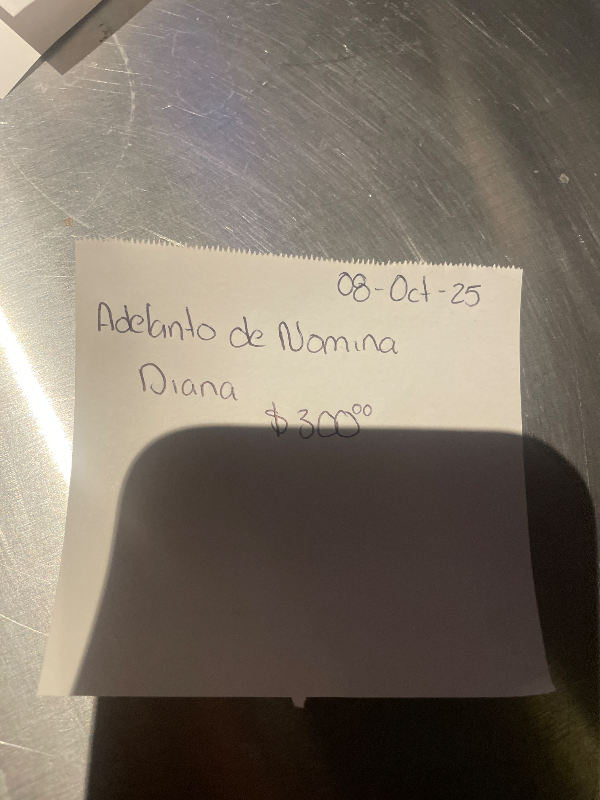 08-Oct-25
Adelanto de Nomina
Diana
$300⁰⁰